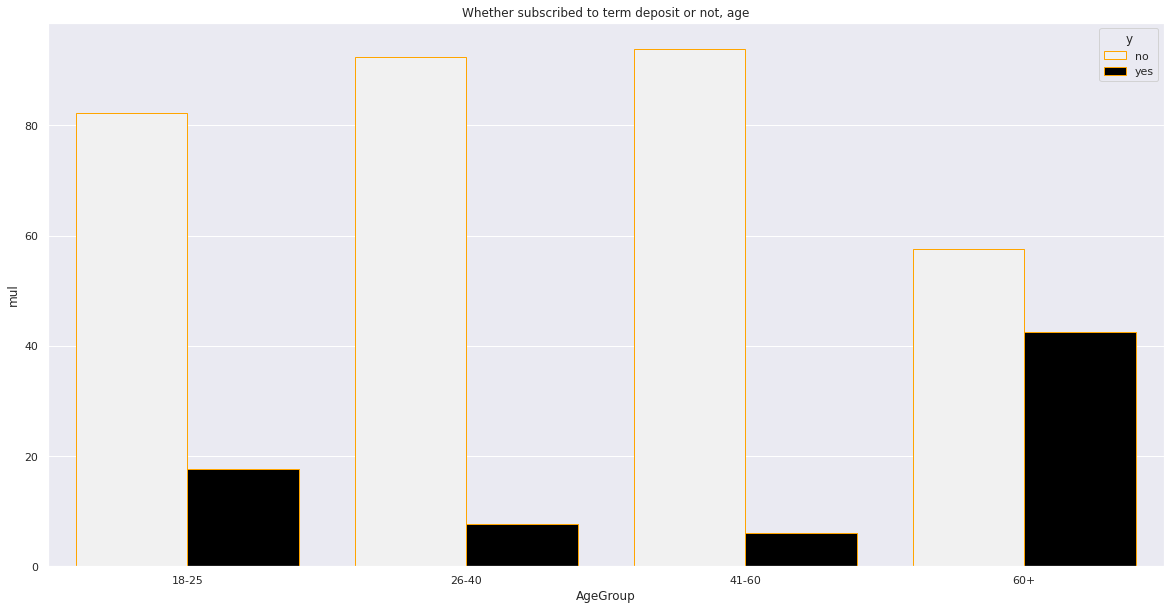 Whether subscribed to term deposit or not, age
y
no
yes
80
60
40
20
0
mul
18-25
26-40
41-60
60+
AgeGroup